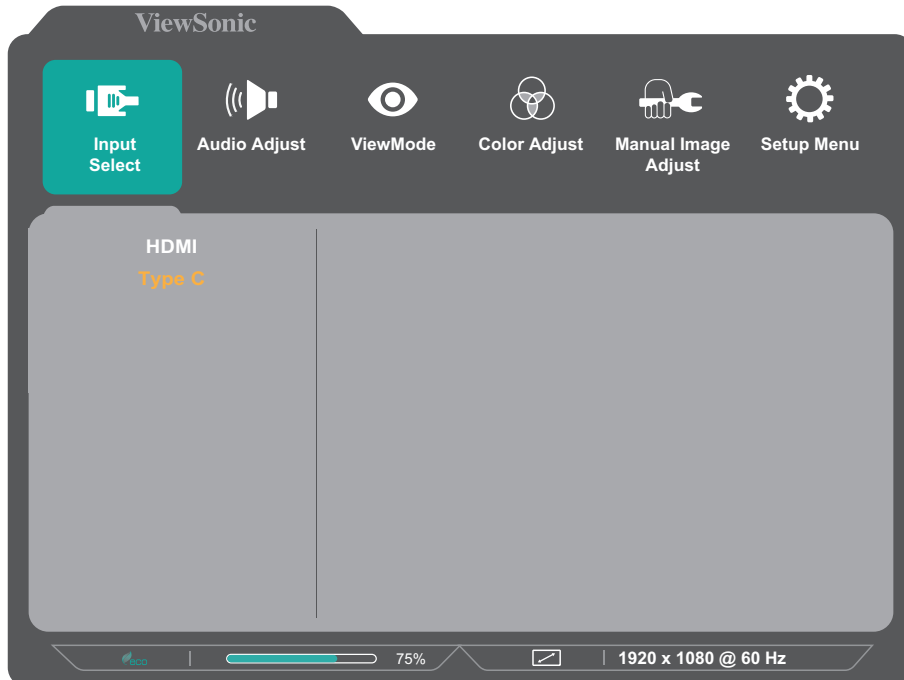 ViewSonic
Input
Select
Audio Adjust
ViewMode
Color Adjust
Manual Image
Adjust
Setup Menu
HDMI
Type C
eco
75%
1920 x 1080 @ 60 Hz